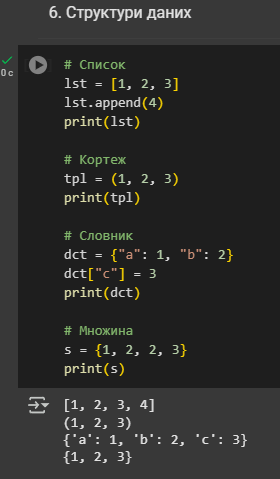 6. Структури даних
0 с
# Список
lst = [1, 2, 3]
lst.append(4)
print(lst)
# Кортеж
tpl = (1, 2, 3)
print(tpl)
# Словник
dct = {"a": 1, "b": 2}
dct["c"] = 3
print(dct)
# Множина
s = {1, 2, 2, 3}
print(s)
[1, 2, 3, 4]
(1, 2, 3)
{'a': 1, 'b': 2, 'c': 3}
{1, 2, 3}